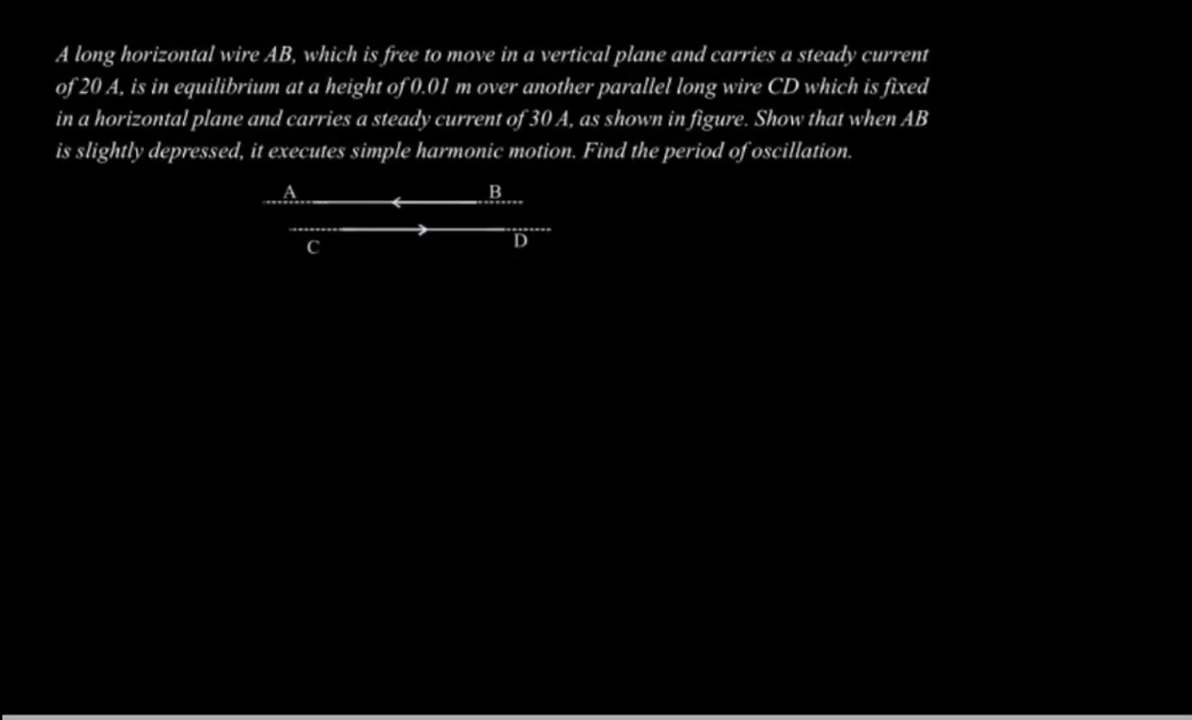 A long horizontal wire AB, which is free to move in a vertical plane and carries a steady current
of 20 A, is in equilibrium at a height of 0.01 m over another parallel long wire CD which is fixed
in a horizontal plane and carries a steady current of 30 A, as shown in figure. Show that when AB
is slightly depressed, it executes simple harmonic motion. Find the period of oscillation.
A B
C D